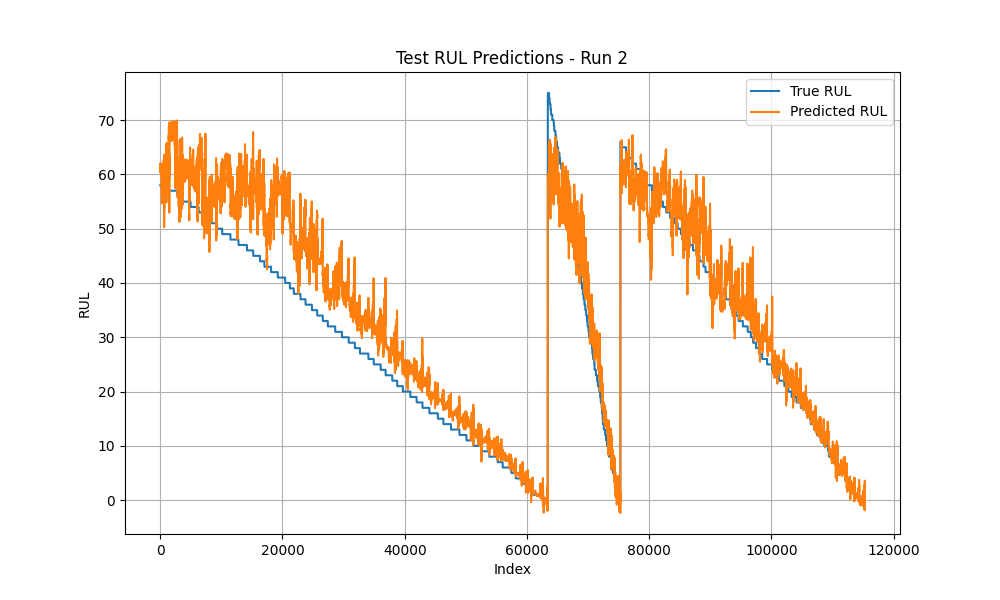 Test RUL Predictions - Run 2
True RUL
Predicted RUL
RUL
70
60
50
40
30
20
10
0
0 20000 40000 60000 80000 100000 120000
Index